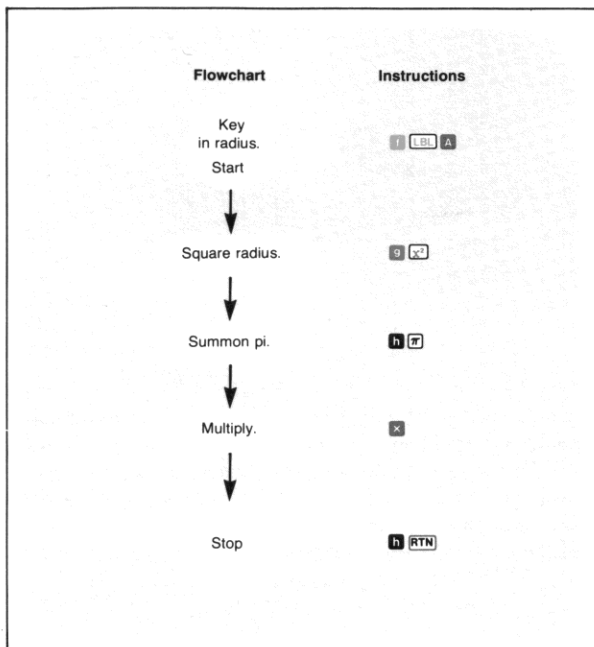 Flowchart Instructions
Key
in radius. f LBL A
Start
Square radius. g x²
Summon pi. h π
Multiply. ×
Stop h RTN